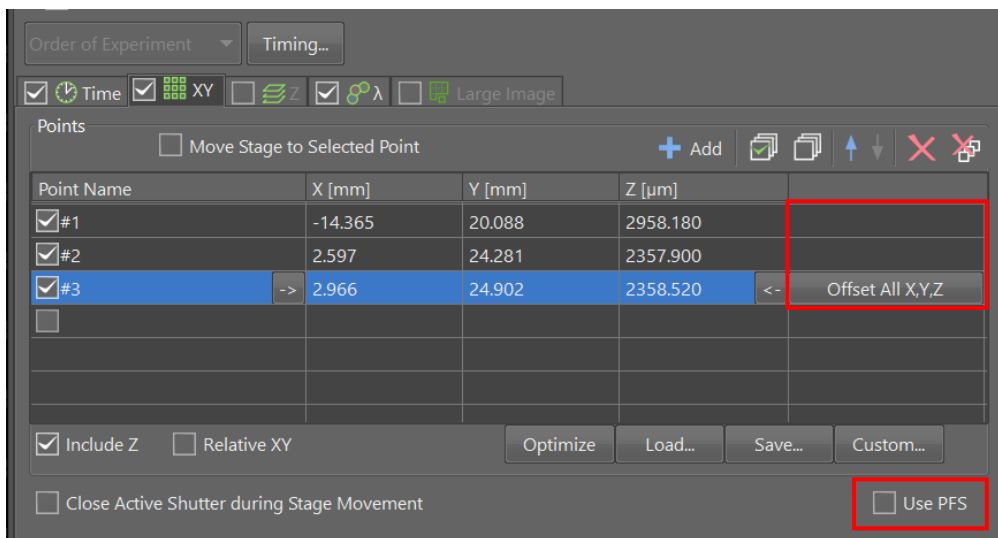 Order of Experiment Timing...
Time XY Z λ Large Image
Points
Move Stage to Selected Point Add
Point Name X [mm] Y [mm] Z [µm]
#1 -14.365 20.088 2958.180
#2 2.597 24.281 2357.900
#3 -> 2.966 24.902 2358.520 <- Offset All X,Y,Z
Include Z Relative XY Optimize Load... Save... Custom...
Close Active Shutter during Stage Movement Use PFS